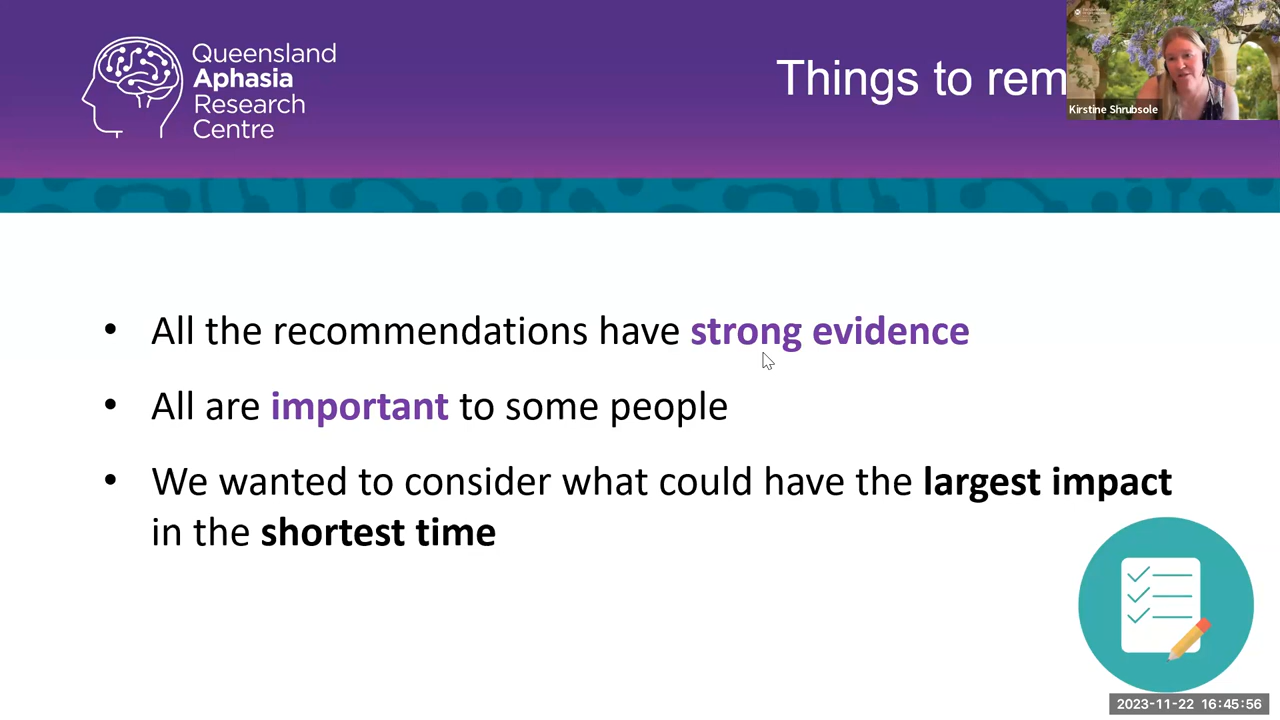 Queensland
Aphasia
Research
Centre
Things to rem
Kirstine Shrubsole
• All the recommendations have strong evidence
• All are important to some people
• We wanted to consider what could have the largest impact
in the shortest time
2023-11-22 16:45:56